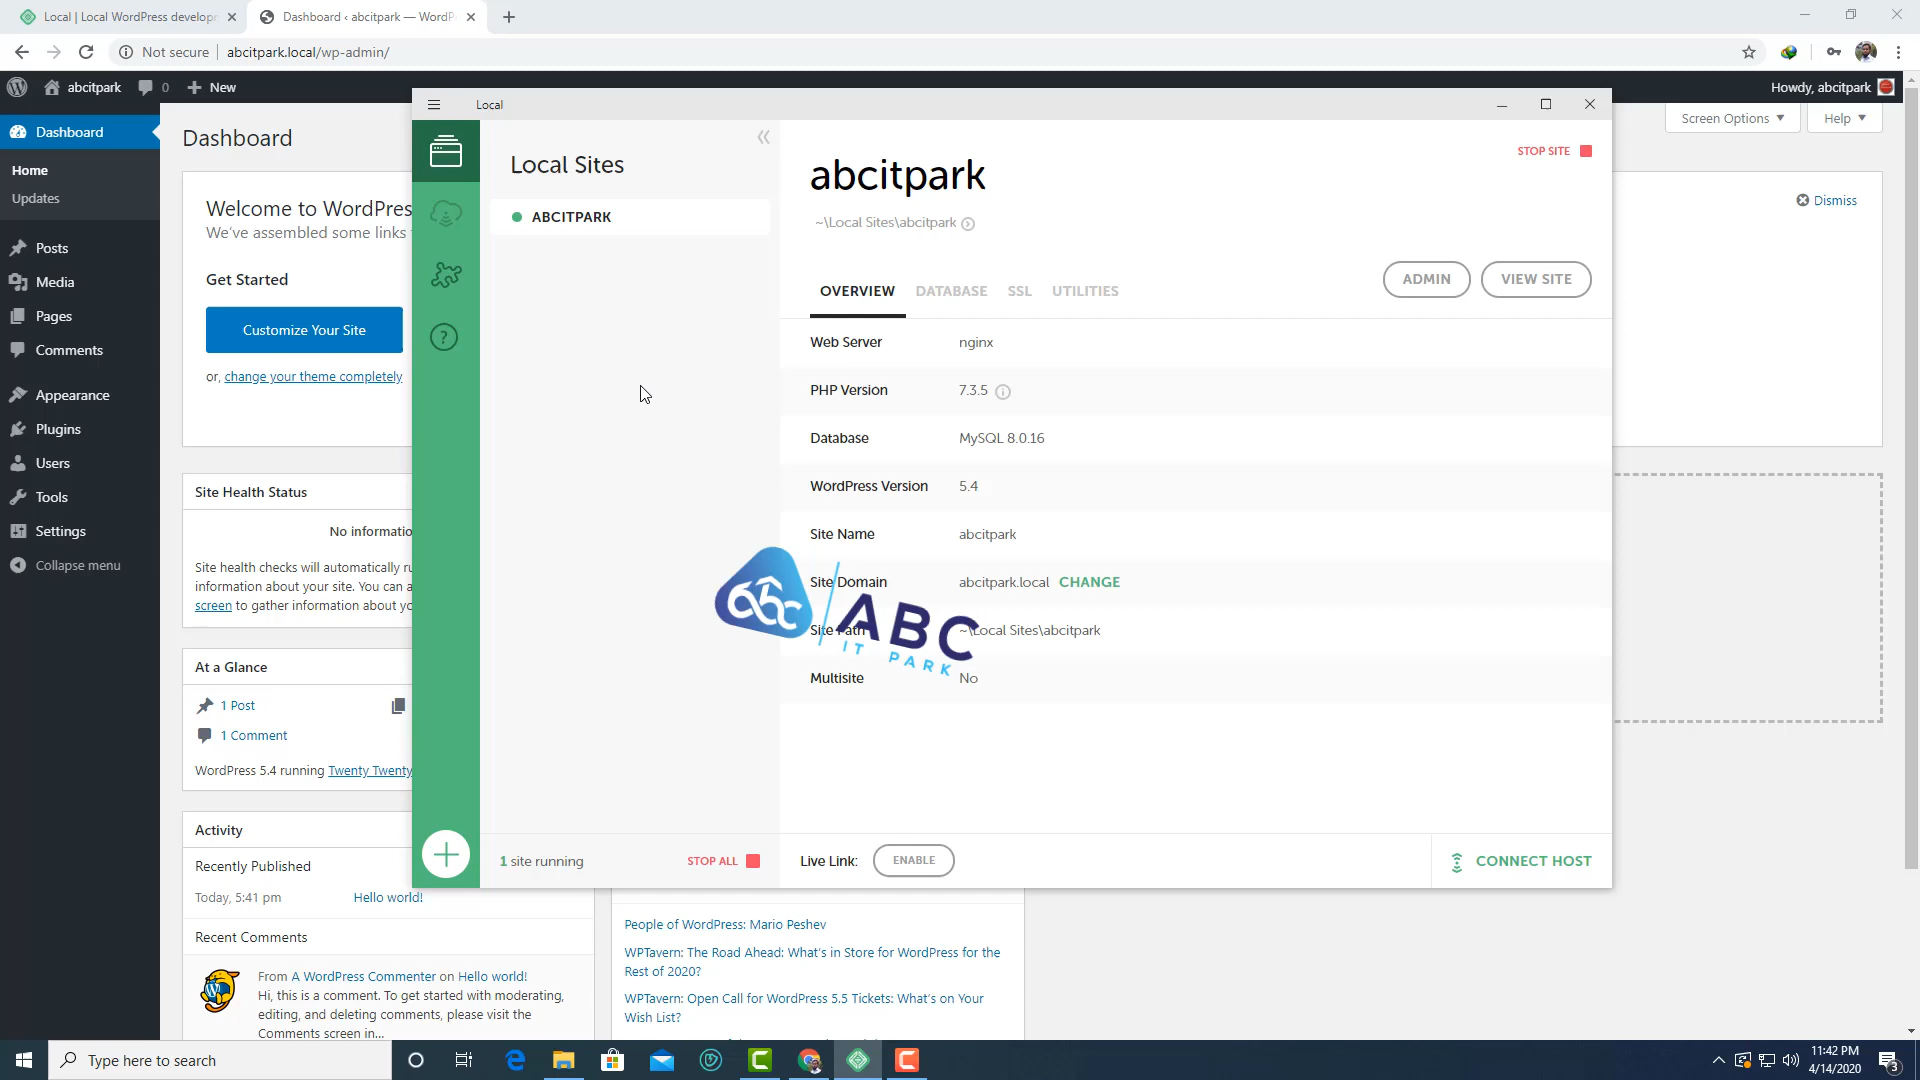 Local | Local WordPress developm
Dashboard ‹ abcitpark — WordP
Not secure
abcitpark.local/wp-admin/
abcitpark
0
New
Howdy, abcitpark
Dashboard
Home
Updates
Posts
Media
Pages
Comments
Appearance
Plugins
Users
Tools
Settings
Collapse menu
Dashboard
Screen Options
Help
Welcome to WordPres
We've assembled some links
Dismiss
Get Started
Customize Your Site
or, change your theme completely
Site Health Status
No informatio
Site health checks will automatically ru
information about your site. You can a
screen to gather information about yo
At a Glance
1 Post
1 Comment
WordPress 5.4 running Twenty Twenty
Activity
Recently Published
Today, 5:41 pm
Hello world!
Recent Comments
From A WordPress Commenter on Hello world!
Hi, this is a comment. To get started with moderating,
editing, and deleting comments, please visit the
Comments screen in...
Local
Local Sites
ABCITPARK
1 site running
STOP ALL
abcitpark
~\Local Sites\abcitpark
STOP SITE
OVERVIEW
DATABASE
SSL
UTILITIES
ADMIN
VIEW SITE
Web Server
nginx
PHP Version
7.3.5
Database
MySQL 8.0.16
WordPress Version
5.4
Site Name
abcitpark
Site Domain
abcitpark.local
CHANGE
Site Path
~\Local Sites\abcitpark
Multisite
No
abc
ABC
IT PARK
Live Link:
ENABLE
CONNECT HOST
People of WordPress: Mario Peshev
WPTavern: The Road Ahead: What's in Store for WordPress for the
Rest of 2020?
WPTavern: Open Call for WordPress 5.5 Tickets: What's on Your
Wish List?
Type here to search
11:42 PM
4/14/2020
3